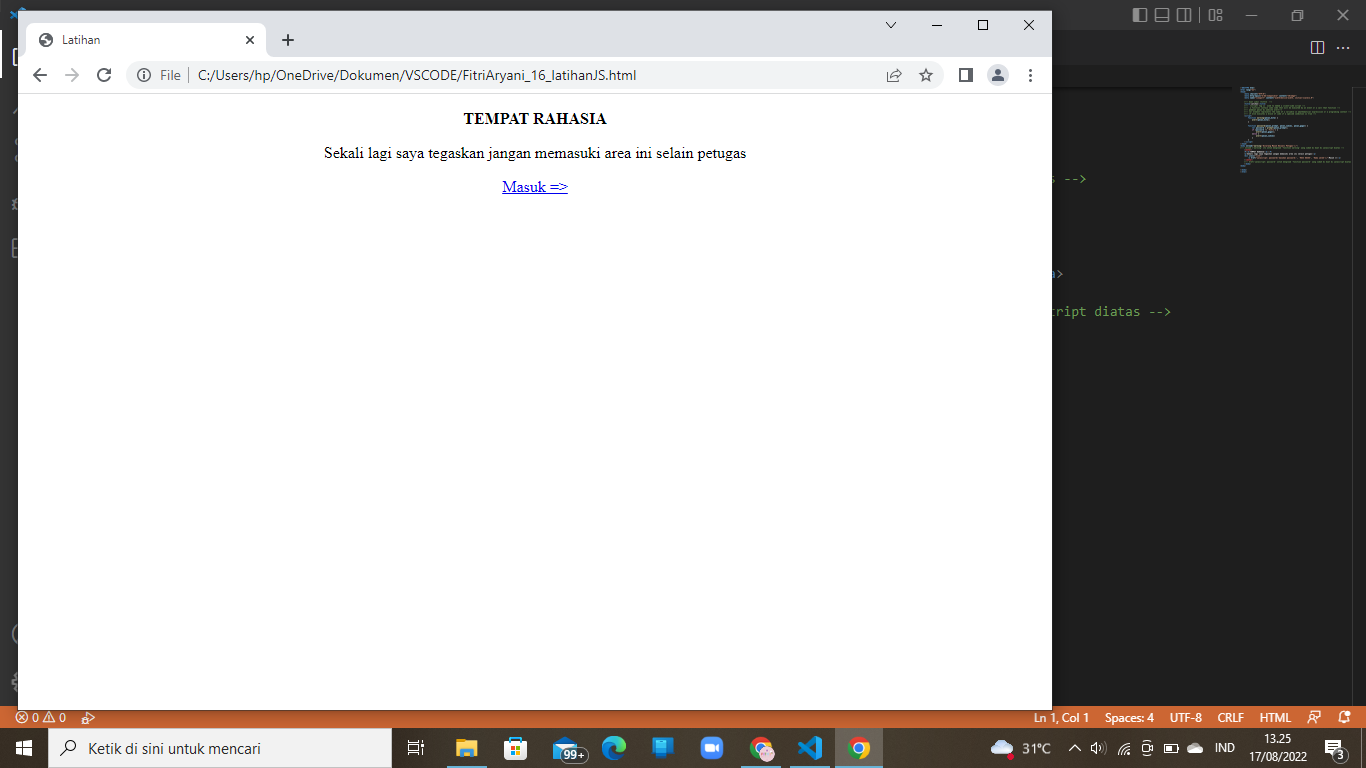 Latihan
File
C:/Users/hp/OneDrive/Dokumen/VSCODE/FitriAryani_16_latihanJS.html
TEMPAT RAHASIA
Sekali lagi saya tegaskan jangan memasuki area ini selain petugas
Masuk =>
s -->
a>
cript diatas -->
0 0
Ln 1, Col 1 Spaces: 4 UTF-8 CRLF HTML
Ketik di sini untuk mencari
99+
31°C
IND
13.25
17/08/2022
3